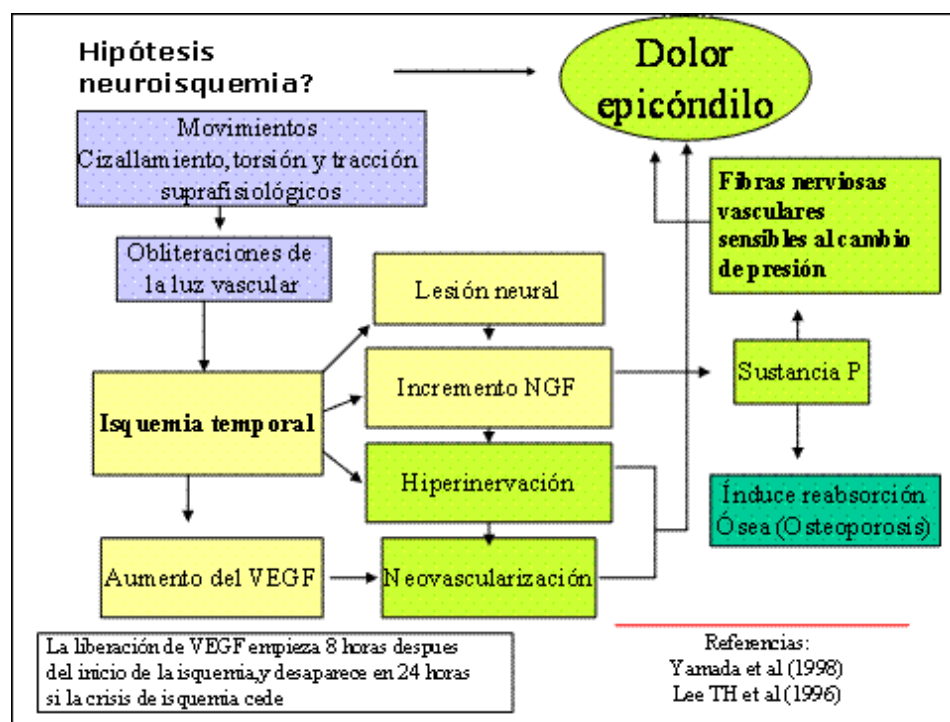 Hipótesis
neuroisquemia?
Dolor
epicóndilo
Movimientos
Cizallamiento, torsión y tracción
suprafisiológicos
Fibras nerviosas
vasculares
sensibles al cambio
de presión
Obliteraciones de
la luz vascular
Lesión neural
Sustancia P
Incremento NGF
Isquemia temporal
Hiperinervación
Índuce reabsorción
Ósea (Osteoporosis)
Aumento del VEGF
Neovascularización
La liberación de VEGF empieza 8 horas despues
del inicio de la isquemia,y desaparece en 24 horas
si la crisis de isquemia cede
Referencias:
Yamada et al (1998)
Lee TH et al (1996)